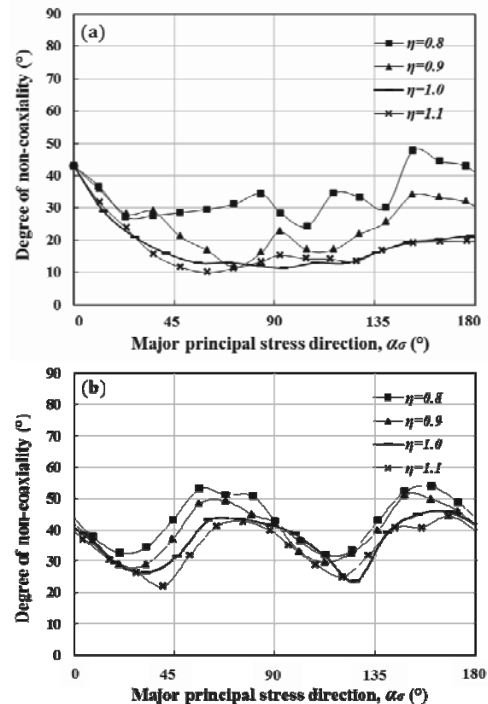 (a)
90
80
70
60
50
40
30
20
10
0
Degree of non-coaxiality (°)
η=0.8
η=0.9
η=1.0
η=1.1
0 45 90 135 180
Major principal stress direction, ασ (°)
(b)
90
80
70
60
50
40
30
20
10
0
Degree of non-coaxiality (°)
η=0.8
η=0.9
η=1.0
η=1.1
0 45 90 135 180
Major principal stress direction, ασ (°)